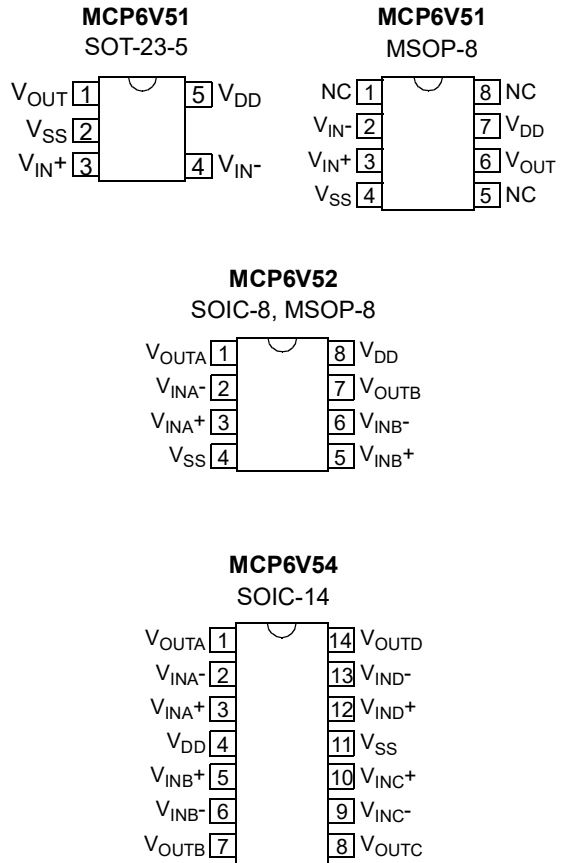 MCP6V51
SOT-23-5
VOUT 1 5 VDD
VSS 2
VIN+ 3 4 VIN-
MCP6V51
MSOP-8
NC 1 8 NC
VIN- 2 7 VDD
VIN+ 3 6 VOUT
VSS 4 5 NC
MCP6V52
SOIC-8, MSOP-8
VOUTA 1 8 VDD
VINA- 2 7 VOUTB
VINA+ 3 6 VINB-
VSS 4 5 VINB+
MCP6V54
SOIC-14
VOUTA 1 14 VOUTD
VINA- 2 13 VIND-
VINA+ 3 12 VIND+
VDD 4 11 VSS
VINB+ 5 10 VINC+
VINB- 6 9 VINC-
VOUTB 7 8 VOUTC